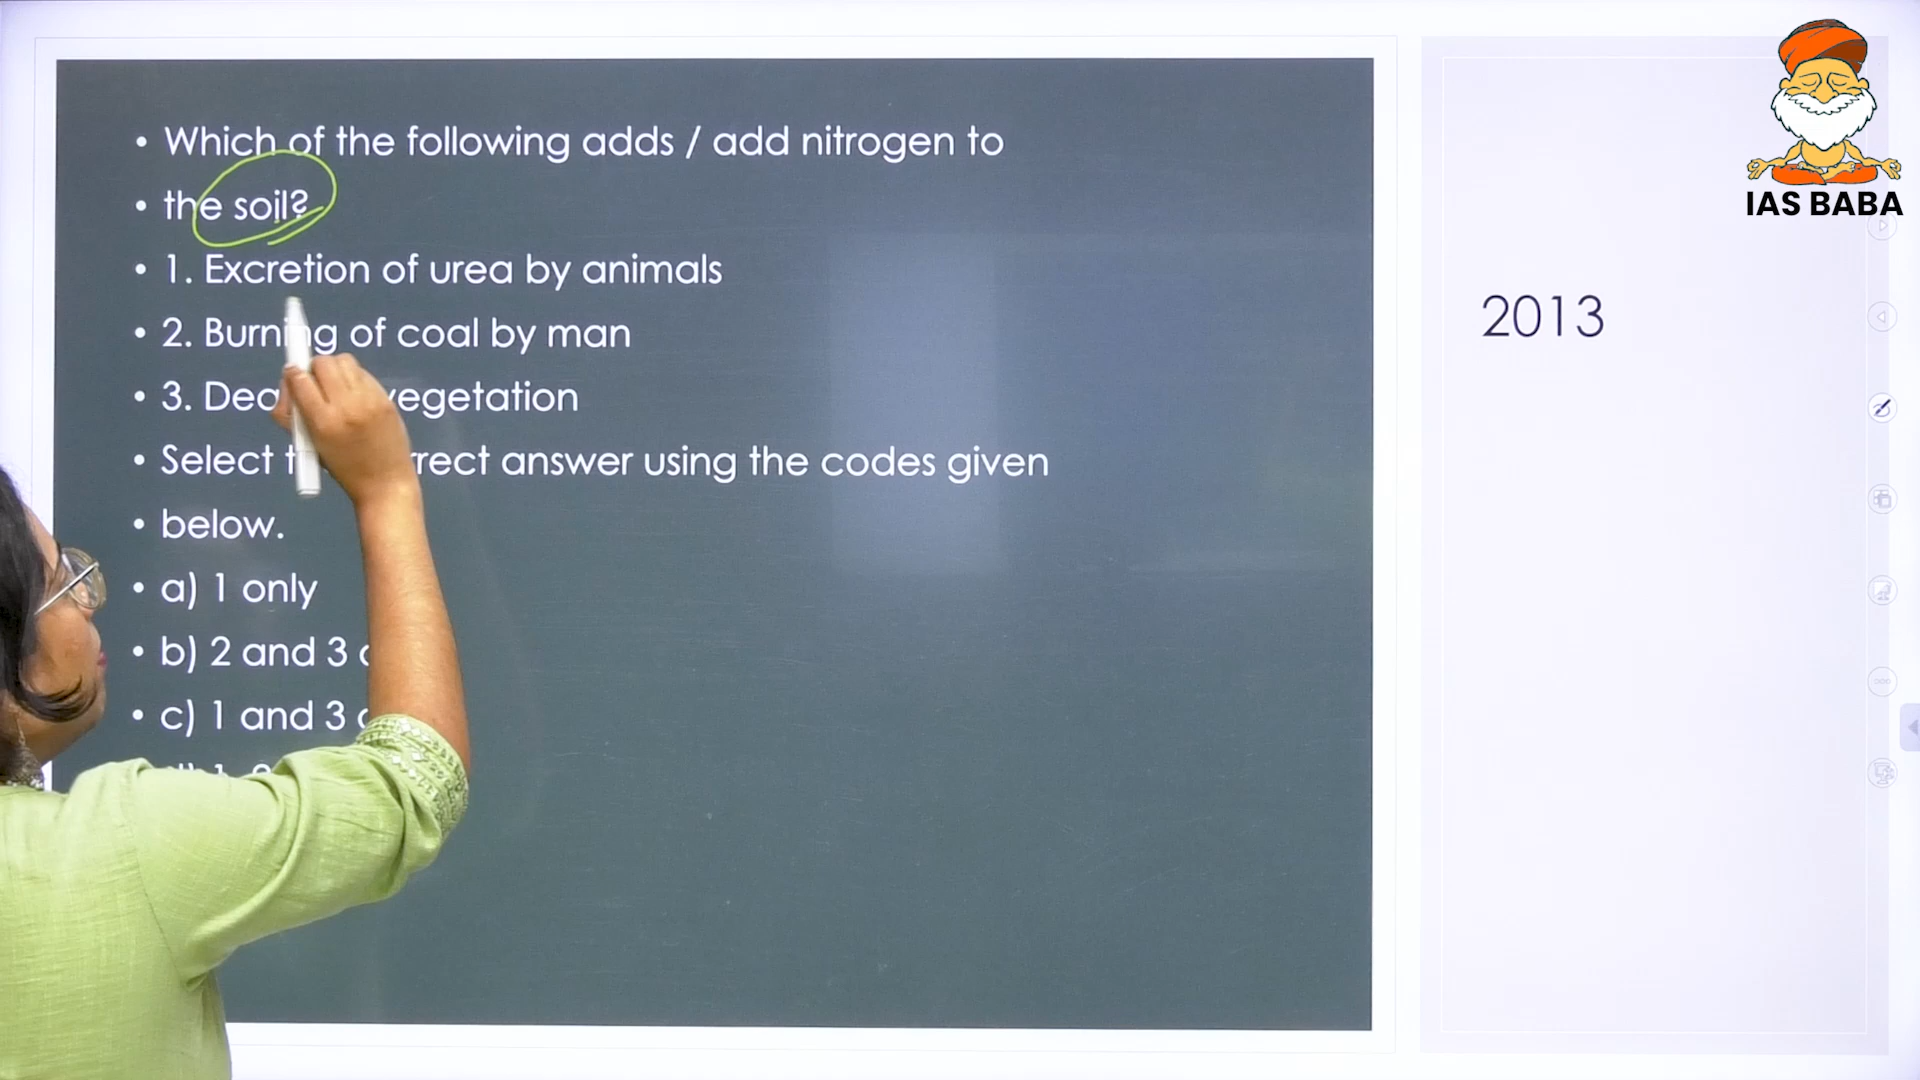 • Which of the following adds / add nitrogen to
• the soil?
• 1. Excretion of urea by animals
• 2. Burning of coal by man
• 3. vegetation
• Select answer using the codes given
• below.
• a) 1 only
• b) 2 and 3
• c) 1 and 3
IAS BABA
2013